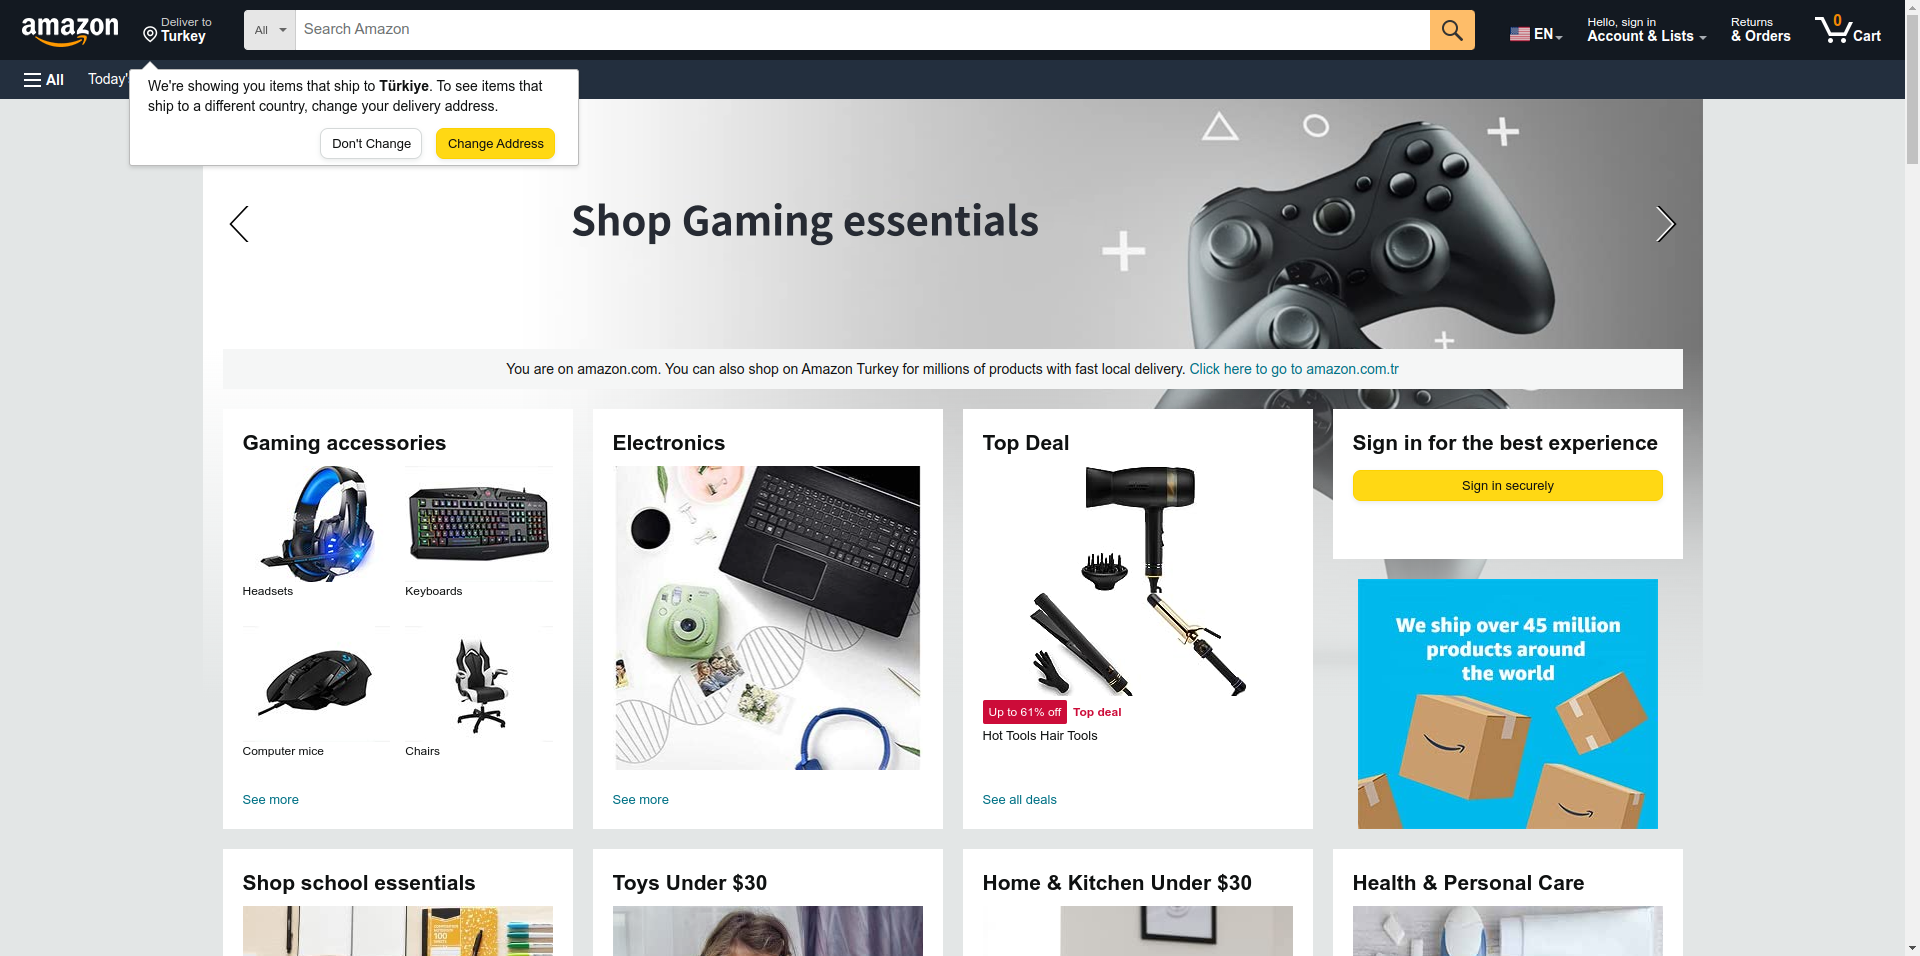 amazon
Deliver to
Turkey
All
Search Amazon
EN
Hello, sign in
Account & Lists
Returns
& Orders
0
Cart
All
Today'
We're showing you items that ship to Türkiye. To see items that
ship to a different country, change your delivery address.
Don't Change
Change Address
Shop Gaming essentials
You are on amazon.com. You can also shop on Amazon Turkey for millions of products with fast local delivery. Click here to go to amazon.com.tr
Gaming accessories
Headsets
Keyboards
Computer mice
Chairs
See more
Electronics
See more
Top Deal
Up to 61% off
Top deal
Hot Tools Hair Tools
See all deals
Sign in for the best experience
Sign in securely
We ship over 45 million
products around
the world
Shop school essentials
Toys Under $30
Home & Kitchen Under $30
Health & Personal Care